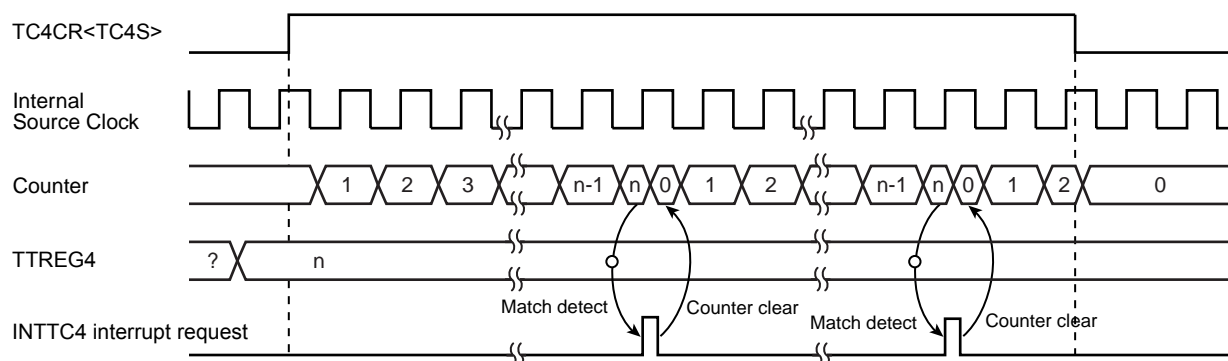 TC4CR<TC4S>
Internal
Source Clock
Counter
1 2 3 n-1 n 0 1 2 n-1 n 0 1 2 0
TTREG4
? n
Match detect Counter clear Match detect Counter clear
INTTC4 interrupt request